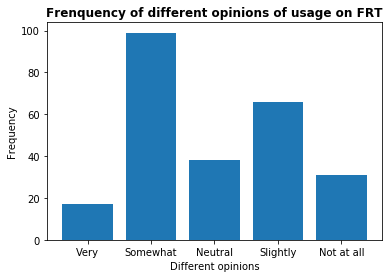 Frenquency of different opinions of usage on FRT
Frequency
100
80
60
40
20
0
Very Somewhat Neutral Slightly Not at all
Different opinions